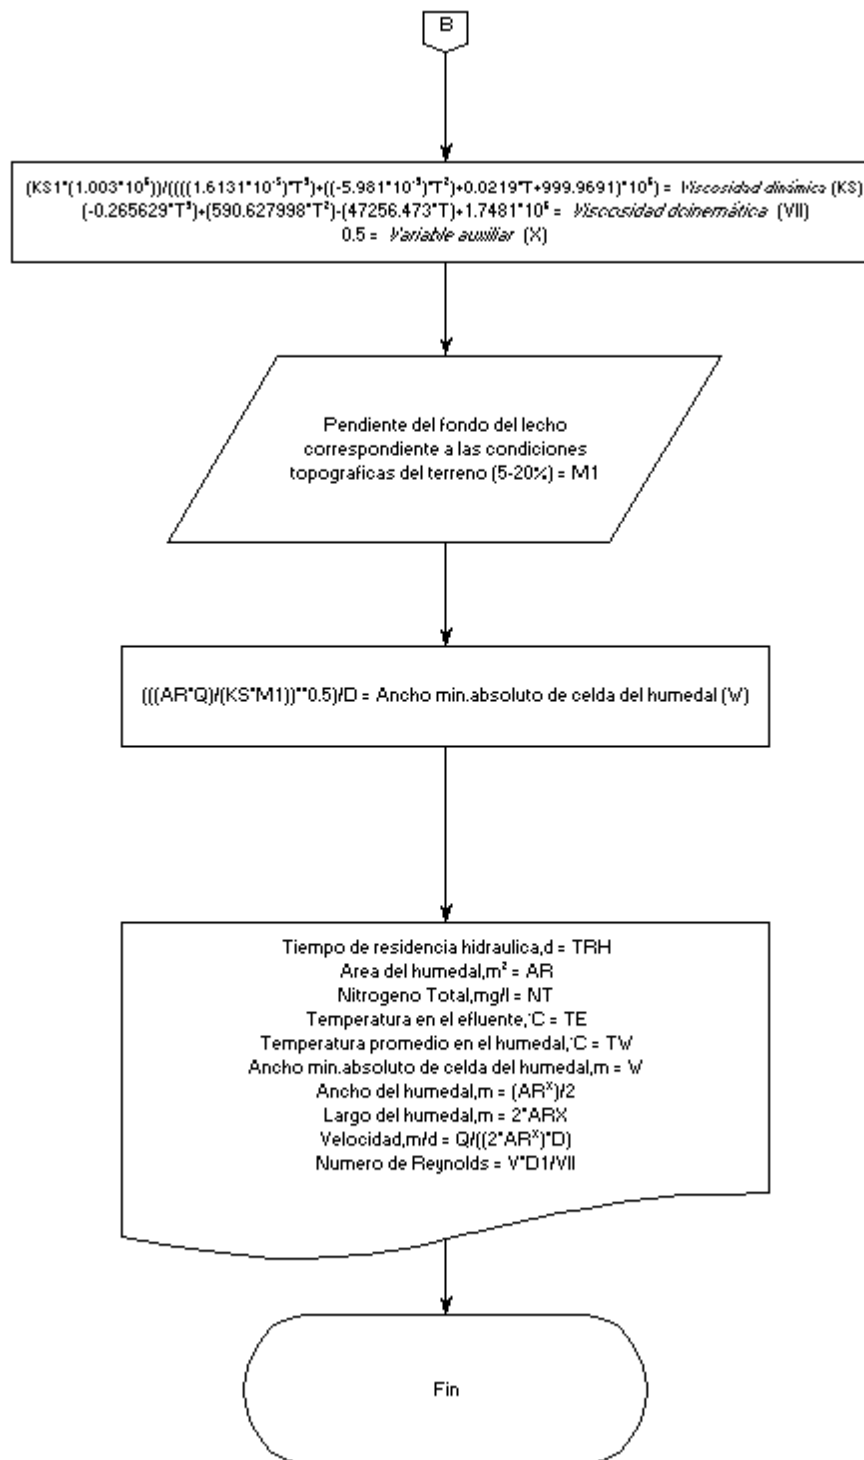 B
(KS1*(1.003*10⁶))/((((1.6131*10⁻⁵)*T³)+((-5.981*10⁻³)*T²)+0.0219*T+999.9691)*10⁶) = Viscosidad dinámica (KS)
(-0.265629*T³)+(590.627998*T²)-(47256.473*T)+1.7481*10⁶ = Viscosidad dcinemática (VII)
0.5 = Variable auxiliar (X)
Pendiente del fondo del lecho
correspondiente a las condiciones
topograficas del terreno (5-20%) = M1
(((AR*Q)/(KS*M1))**0.5)/D = Ancho min.absoluto de celda del humedal (W)
Tiempo de residencia hidraulica,d = TRH
Area del humedal,m² = AR
Nitrogeno Total,mg/l = NT
Temperatura en el efluente,°C = TE
Temperatura promedio en el humedal,°C = TW
Ancho min.absoluto de celda del humedal,m = W
Ancho del humedal,m = (ARˣ)/2
Largo del humedal,m = 2*ARX
Velocidad,m/d = Q/((2*ARˣ)*D)
Numero de Reynolds = V*D1/VII
Fin